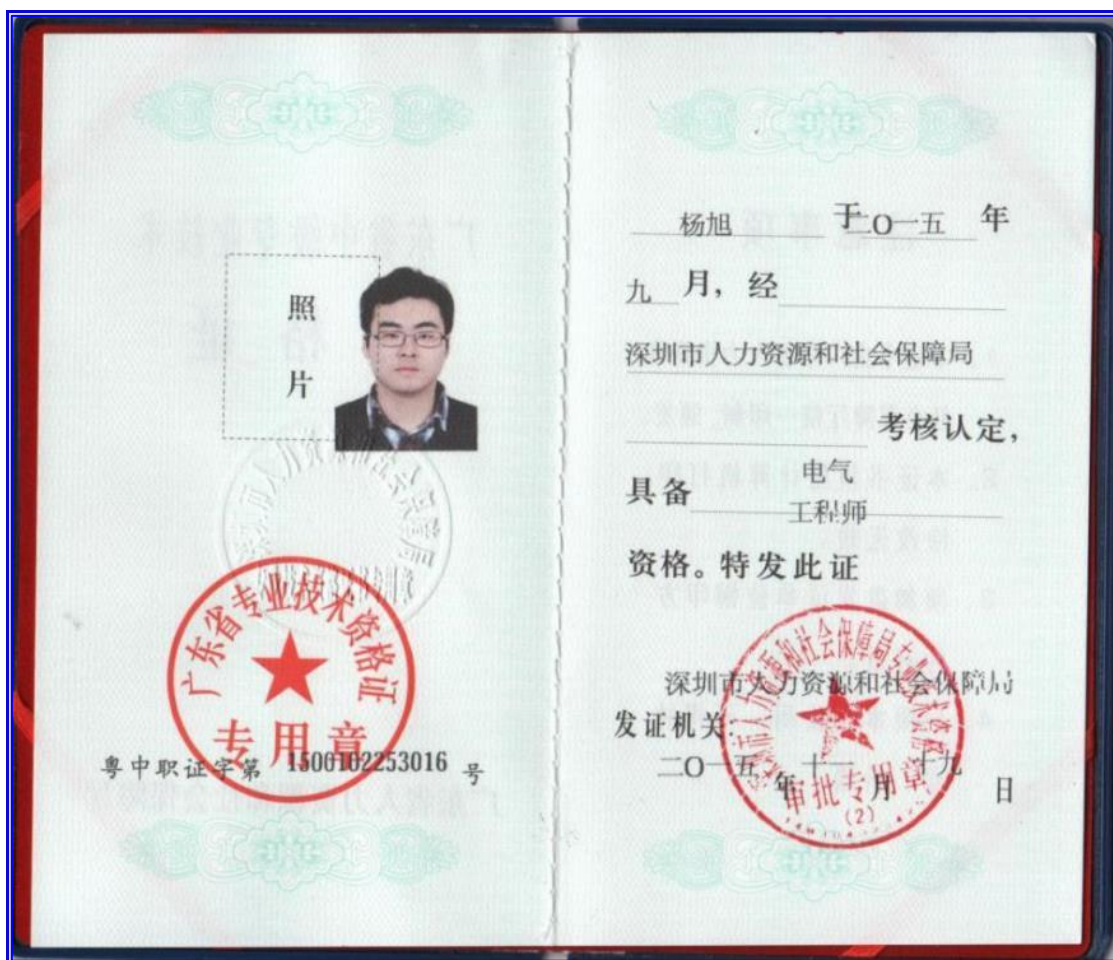 照
片
广东省专业技术资格证
专用章
粤中职证字第 1500102253016 号
杨旭 于二〇一五 年
九 月，经
深圳市人力资源和社会保障局
考核认定，
具备 电气
工程师
资格。特发此证
深圳市人力资源和社会保障局
发证机关：
二〇一五 年 十一 月 十九 日
审批专用章
(2)